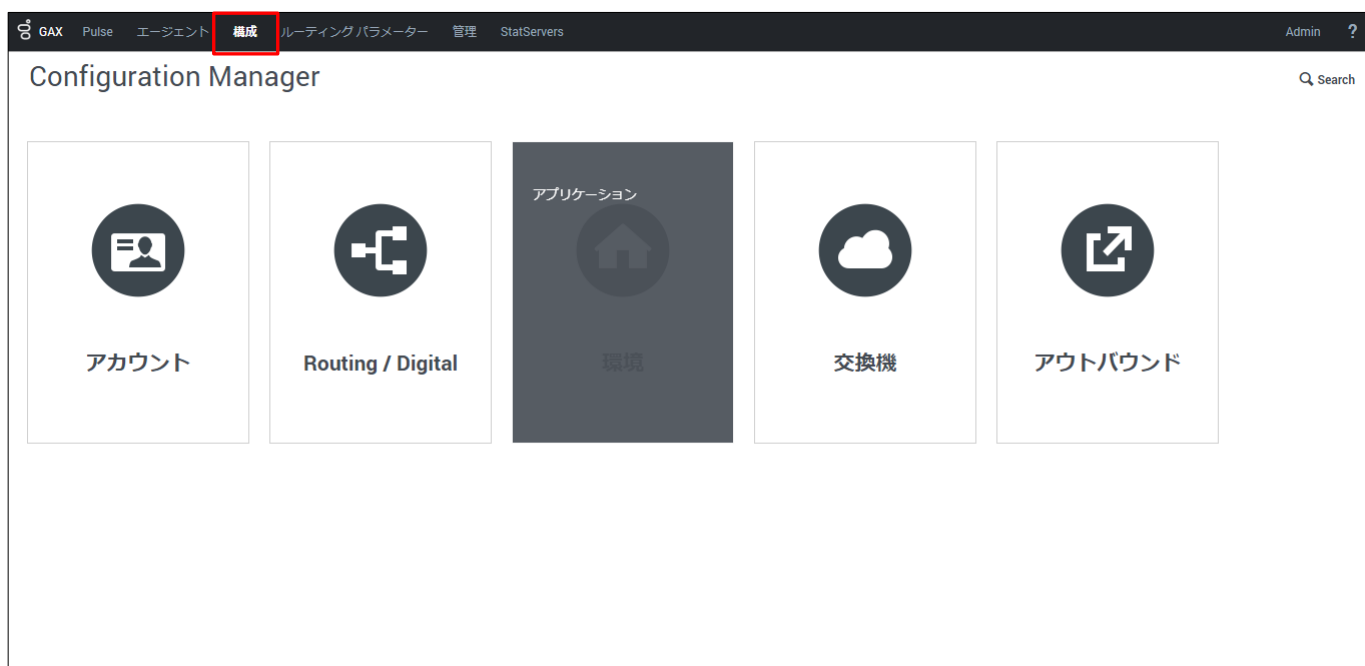 GAX Pulse エージェント 構成 ルーティング パラメーター 管理 StatServers Admin ?
Configuration Manager
Search
アプリケーション
アカウント
Routing / Digital
環境
交換機
アウトバウンド